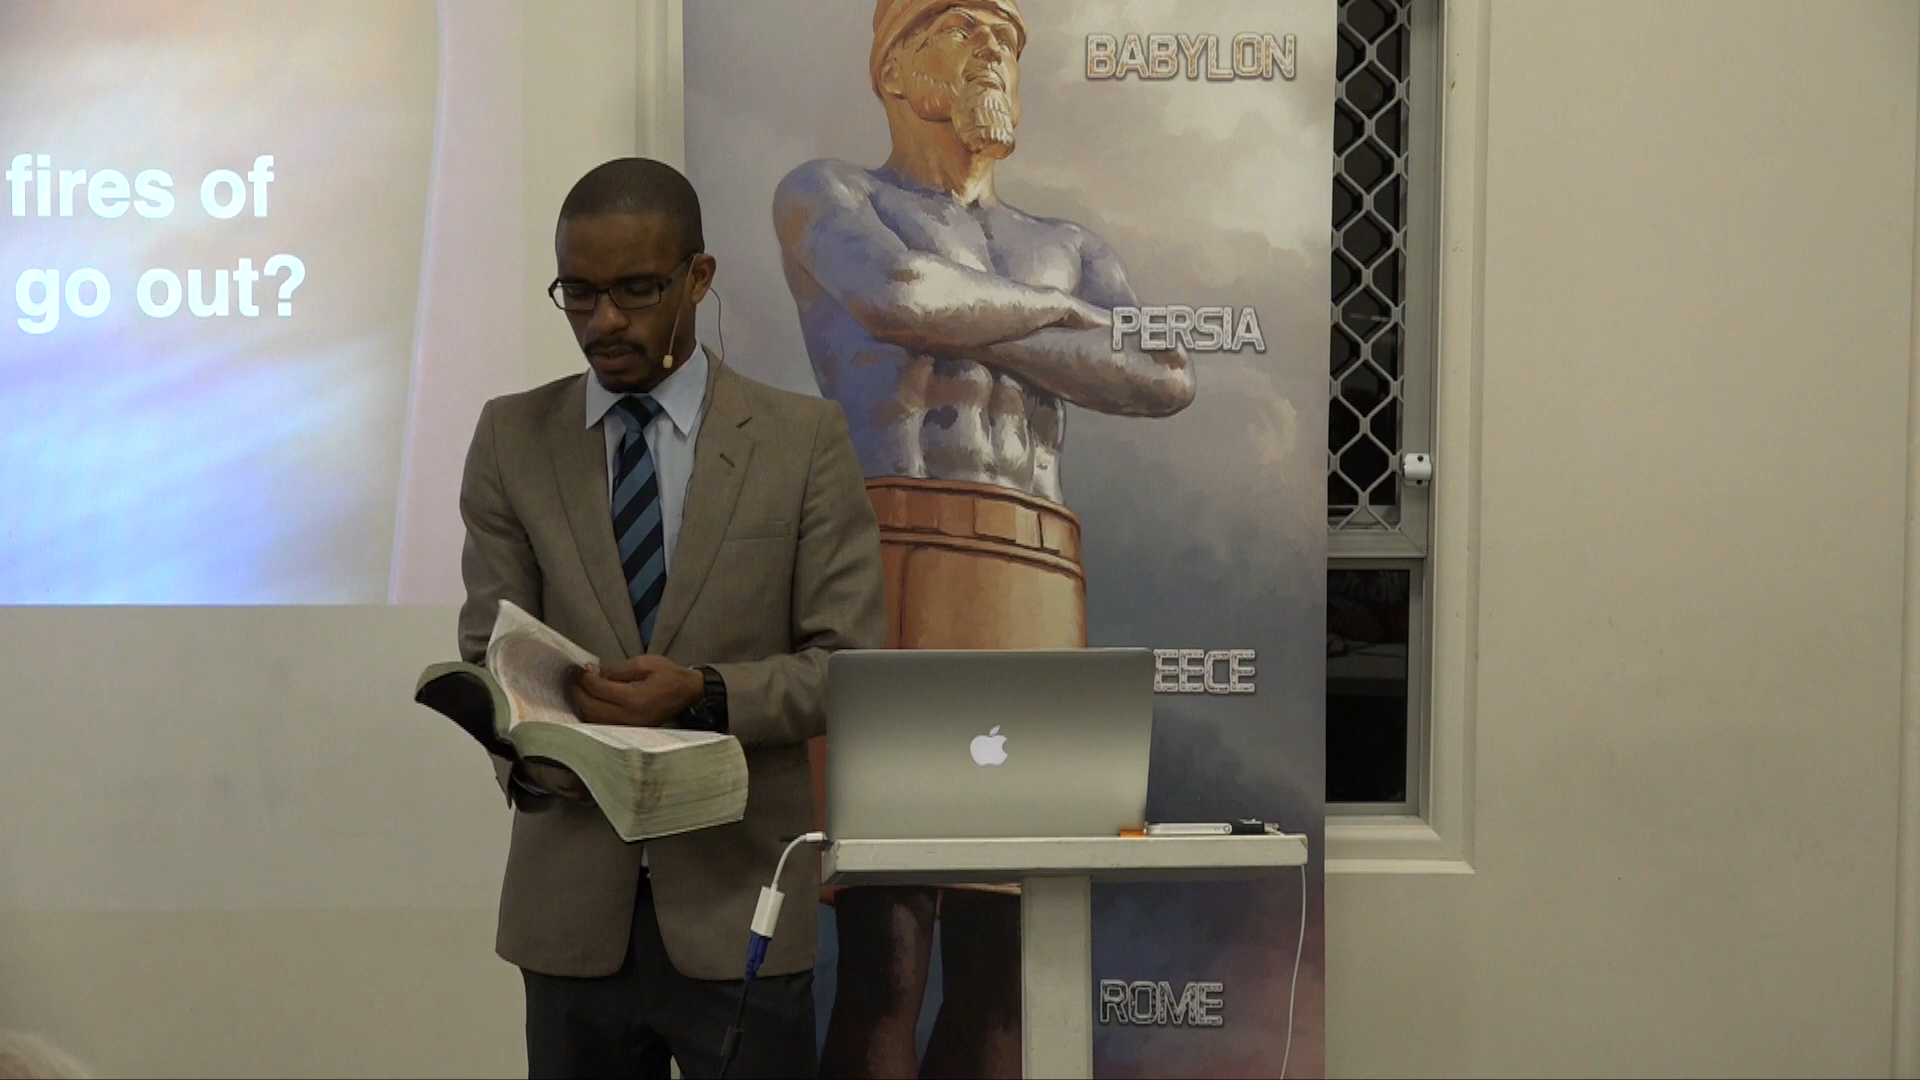 fires of
go out?
BABYLON
PERSIA
EECE
ROME